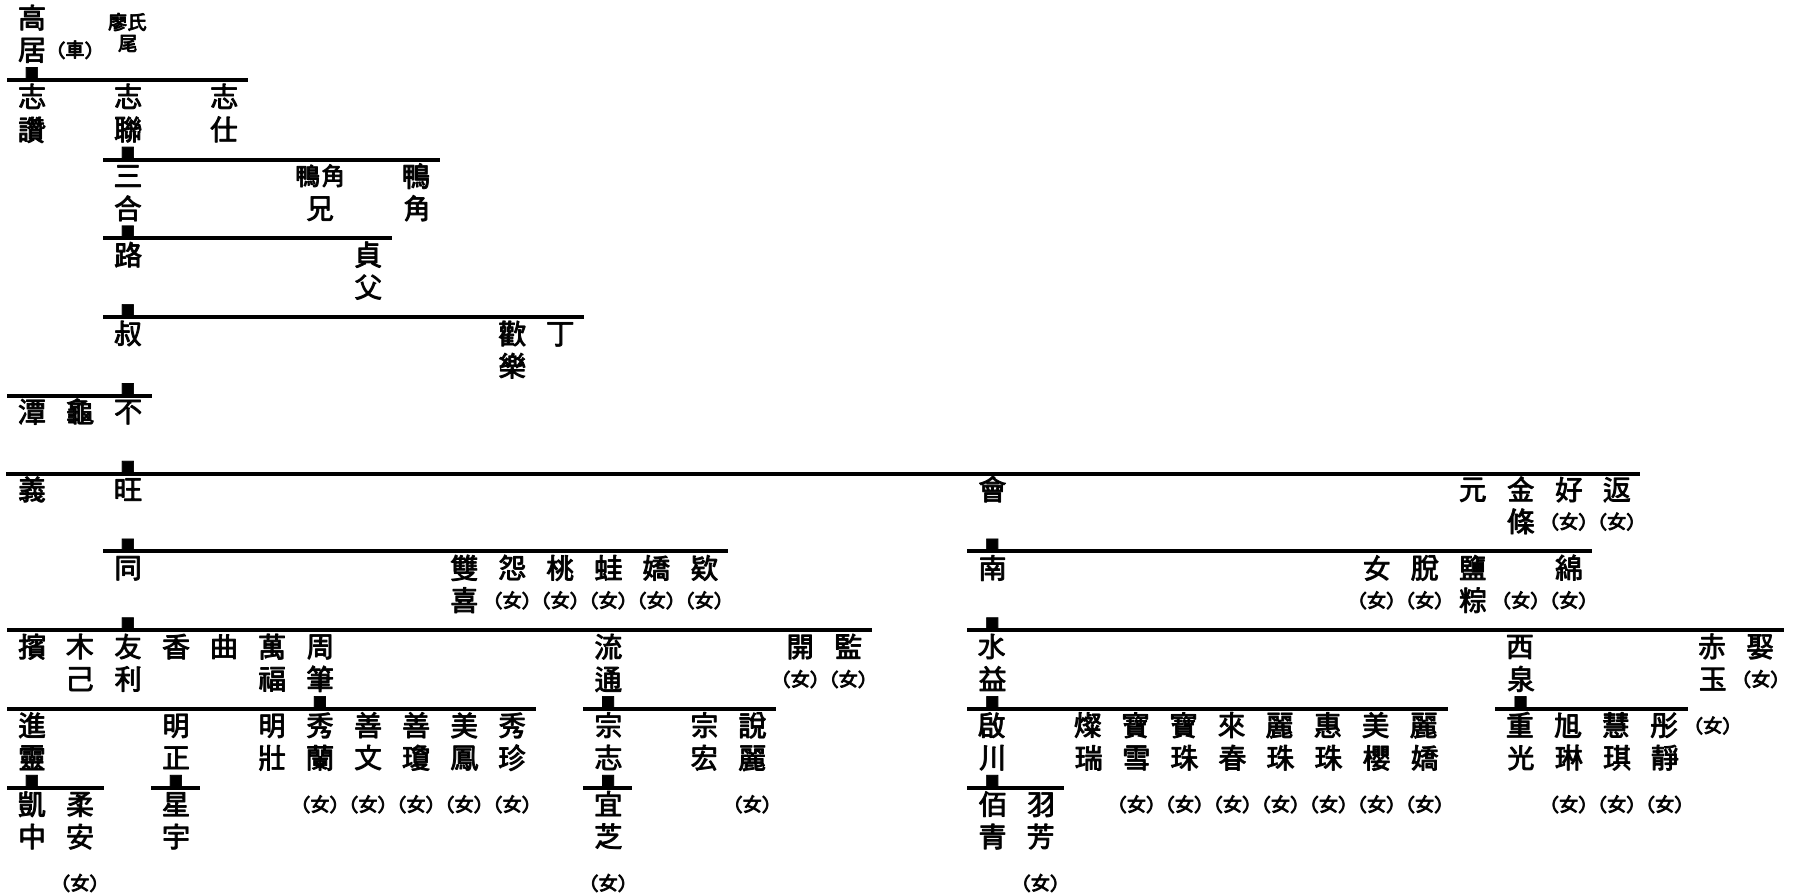 高居 (車) 廖氏尾
志讚 志聯 志仕
三合 鴨角兄 鴨角
路 貞父
叔 歡樂 丁
潭 龜 不
義 旺 會 元 金條 好(女) 返(女)
同 雙喜 怨(女) 桃(女) 蛙(女) 嬌(女) 欵(女) 南 女(女) 脫(女) 鹽粽 (女) 綿(女)
擯 木己 友利 香 曲 萬福 周筆 流通 開(女) 監(女) 水益 西泉 赤玉(女) 娶(女)
進靈 明正 明壯 秀蘭(女) 善文(女) 善瓊(女) 美鳳(女) 秀珍(女) 宗志 宗宏 說麗(女) 啟川 燦瑞 寶雪(女) 寶珠(女) 來春(女) 麗珠(女) 惠珠(女) 美櫻(女) 麗嬌(女) 重光 旭琳(女) 慧琪(女) 彤靜(女)
凱中 柔安(女) 星宇 宜芝(女) 佰青 羽芳(女)